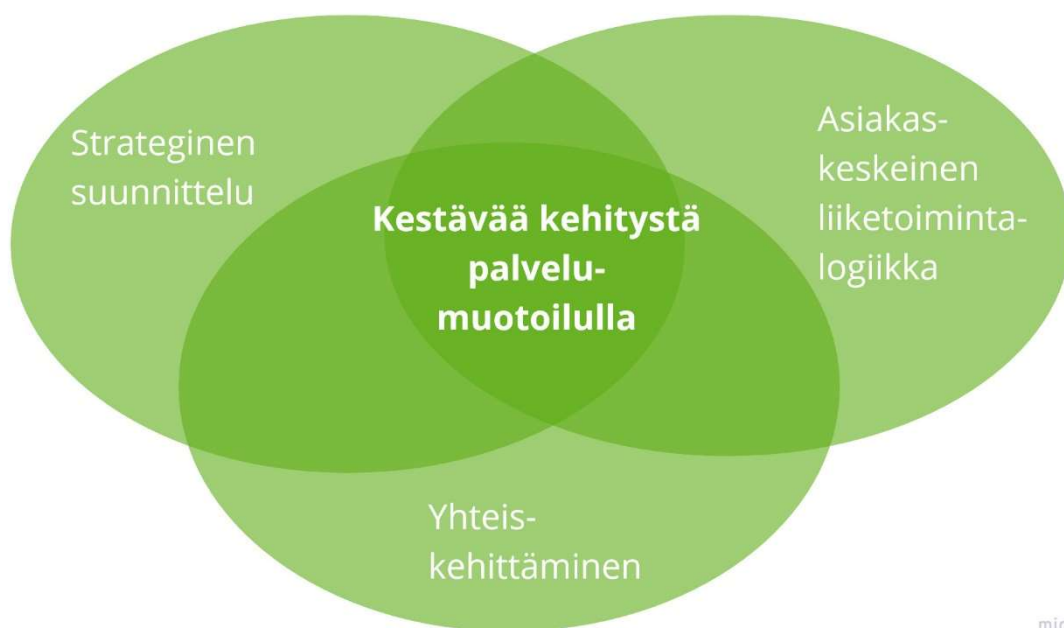 Strateginen
suunnittelu
Asiakas-
keskeinen
liiketoiminta-
logiikka
Kestävää kehitystä
palvelu-
muotoilulla
Yhteis-
kehittäminen